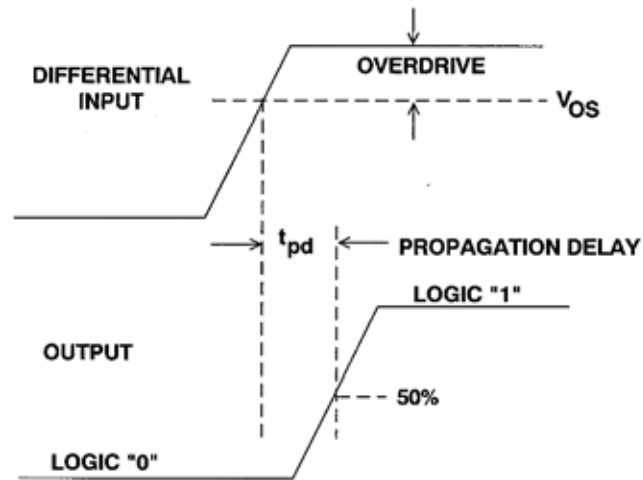 DIFFERENTIAL
INPUT
OVERDRIVE
VOS
tpd
PROPAGATION DELAY
LOGIC "1"
OUTPUT
50%
LOGIC "0"